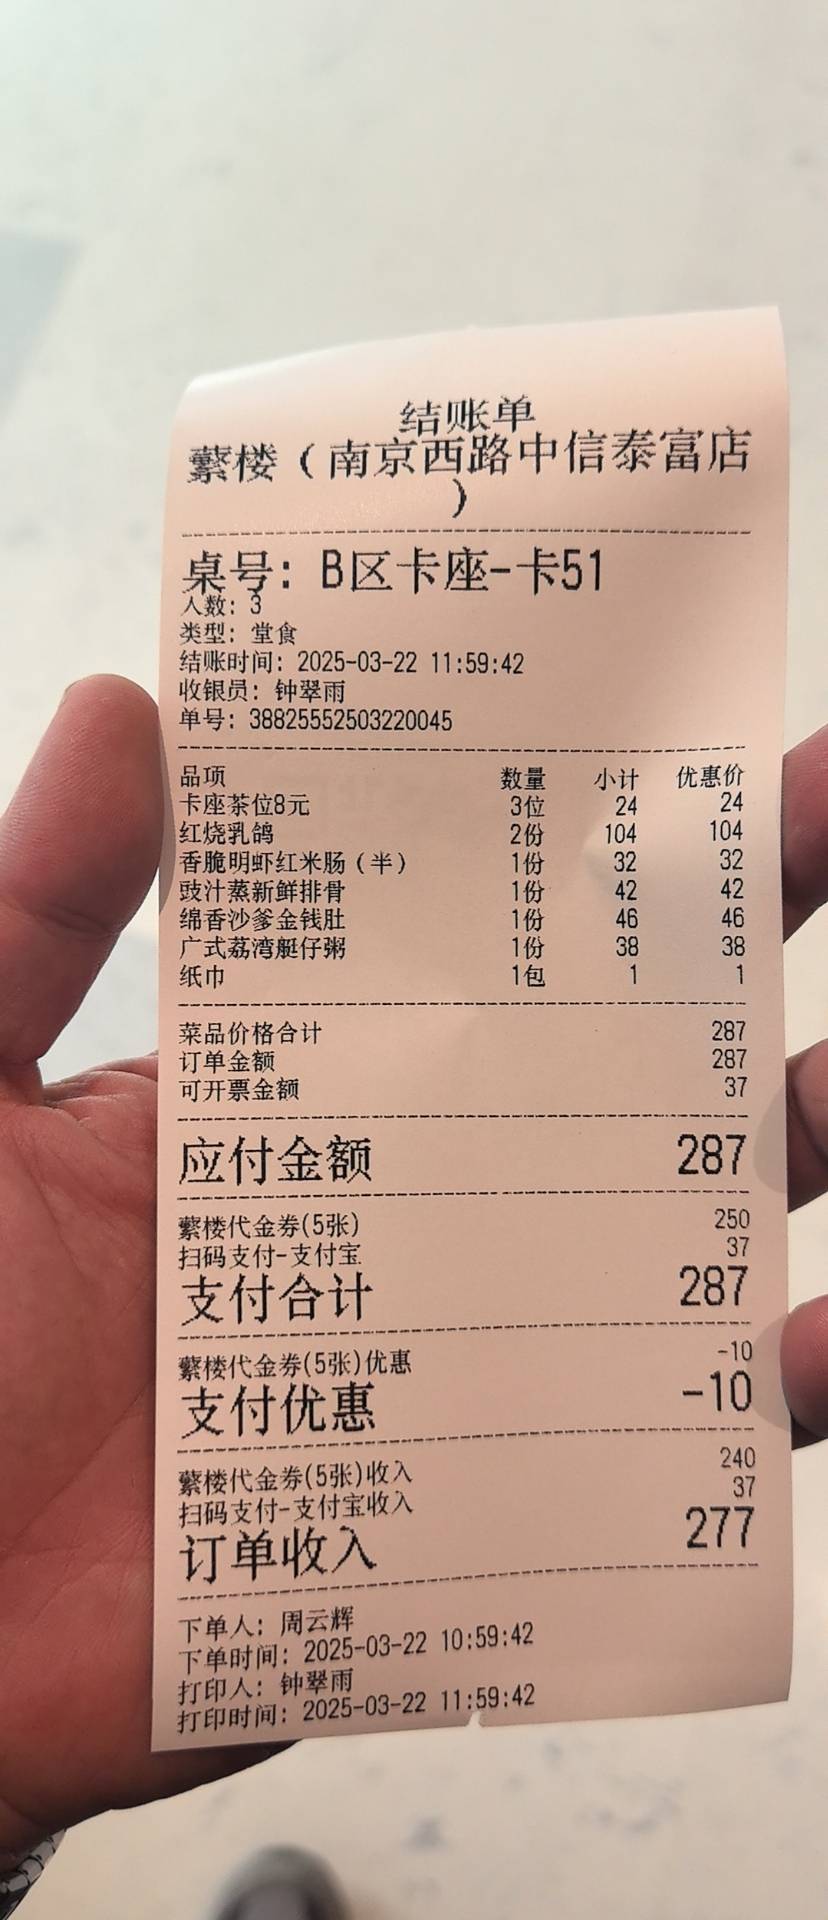 结账单
蘩楼（南京西路中信泰富店
）
桌号: B区卡座-卡51
人数: 3
类型: 堂食
结账时间: 2025-03-22 11:59:42
收银员: 钟翠雨
单号: 38825552503220045
品项 数量 小计 优惠价
卡座茶位8元 3位 24 24
红烧乳鸽 2份 104 104
香脆明虾红米肠（半） 1份 32 32
豉汁蒸新鲜排骨 1份 42 42
绵香沙爹金钱肚 1份 46 46
广式荔湾艇仔粥 1份 38 38
纸巾 1包 1 1
菜品价格合计 287
订单金额 287
可开票金额 37
应付金额 287
蘩楼代金券(5张) 250
扫码支付-支付宝 37
支付合计 287
蘩楼代金券(5张)优惠 -10
支付优惠 -10
蘩楼代金券(5张)收入 240
扫码支付-支付宝收入 37
订单收入 277
下单人: 周云辉
下单时间: 2025-03-22 10:59:42
打印人: 钟翠雨
打印时间: 2025-03-22 11:59:42